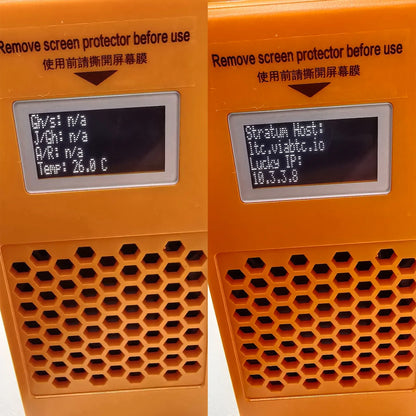 Remove screen protector before use
使用前請撕開屏幕膜
Gh/s: n/a
J/Gh: n/a
A/R: n/a
Temp: 26.0 C
Remove screen protector before use
使用前請撕開屏幕膜
Stratum Host:
ltc.viabtc.io
Lucky IP:
10.3.3.8